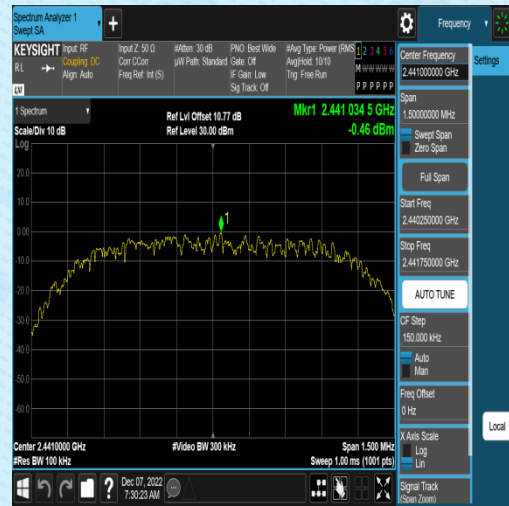 Spectrum Analyzer 1
Swept SA
Frequency
KEYSIGHT
RL
LXI
Input: RF
Coupling: DC
Align: Auto
Input Z: 50 Ω
Corr CCorr
Freq Ref: Int (S)
#Atten: 30 dB
µW Path: Standard
PNO: Best Wide
Gate: Off
IF Gain: Low
Sig Track: Off
#Avg Type: Power (RMS
Avg|Hold: 10/10
Trig: Free Run
1 2 3 4 5 6
M W W W W W
P P P P P P
1 Spectrum
Scale/Div 10 dB
Ref Lvl Offset 10.77 dB
Ref Level 30.00 dBm
Mkr1 2.441 034 5 GHz
-0.46 dBm
Log
20.0
10.0
0.00
-10.0
-20.0
-30.0
-40.0
-50.0
-60.0
1
Center 2.4410000 GHz
#Res BW 100 kHz
#Video BW 300 kHz
Span 1.500 MHz
Sweep 1.00 ms (1001 pts)
Dec 07, 2022
7:30:23 AM
Center Frequency
2.441000000 GHz
Span
1.50000000 MHz
Swept Span
Zero Span
Full Span
Start Freq
2.440250000 GHz
Stop Freq
2.441750000 GHz
AUTO TUNE
CF Step
150.000 kHz
Auto
Man
Freq Offset
0 Hz
X Axis Scale
Log
Lin
Signal Track
(Span Zoom)
Settings
Local